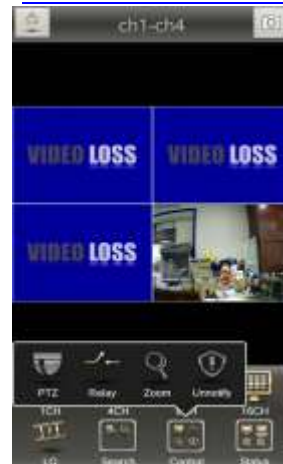 ch1-ch4
VIDEO LOSS VIDEO LOSS
VIDEO LOSS
PTZ Relay Zoom Unnotify
1CH 4CH 16CH
I/O Search Control Status